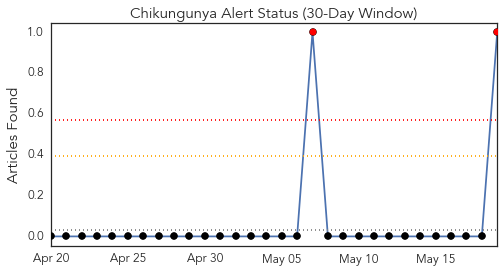 Chikungunya Alert Status (30-Day Window)
Articles Found
1.0
0.8
0.6
0.4
0.2
0.0
Apr 20 Apr 25 Apr 30 May 05 May 10 May 15